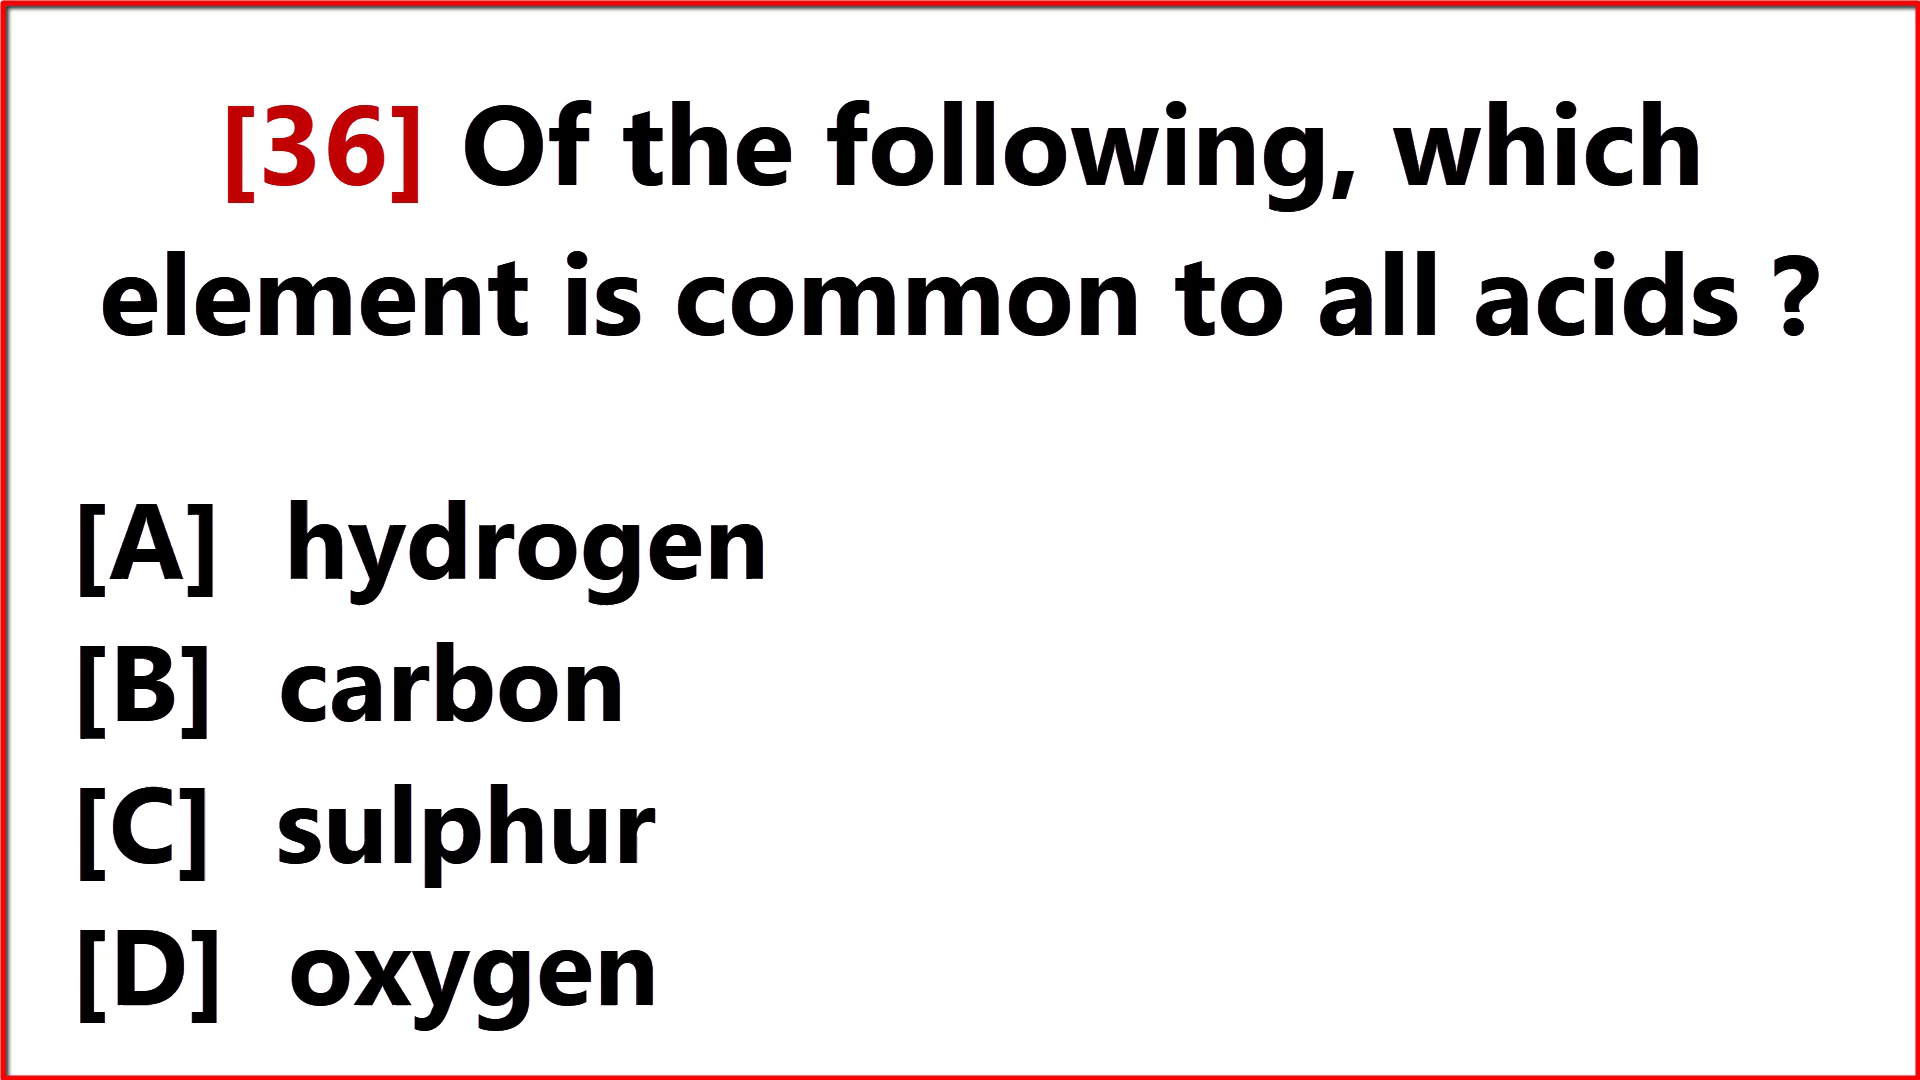 [36] Of the following, which
element is common to all acids ?
[A] hydrogen
[B] carbon
[C] sulphur
[D] oxygen